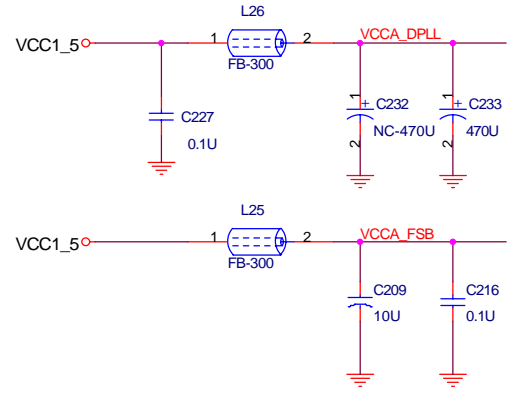 L26
VCC1_5
1
2
VCCA_DPLL
FB-300
C227
0.1U
1
+
C232
NC-470U
2
1
+
C233
470U
2
L25
VCC1_5
1
2
VCCA_FSB
FB-300
C209
10U
C216
0.1U